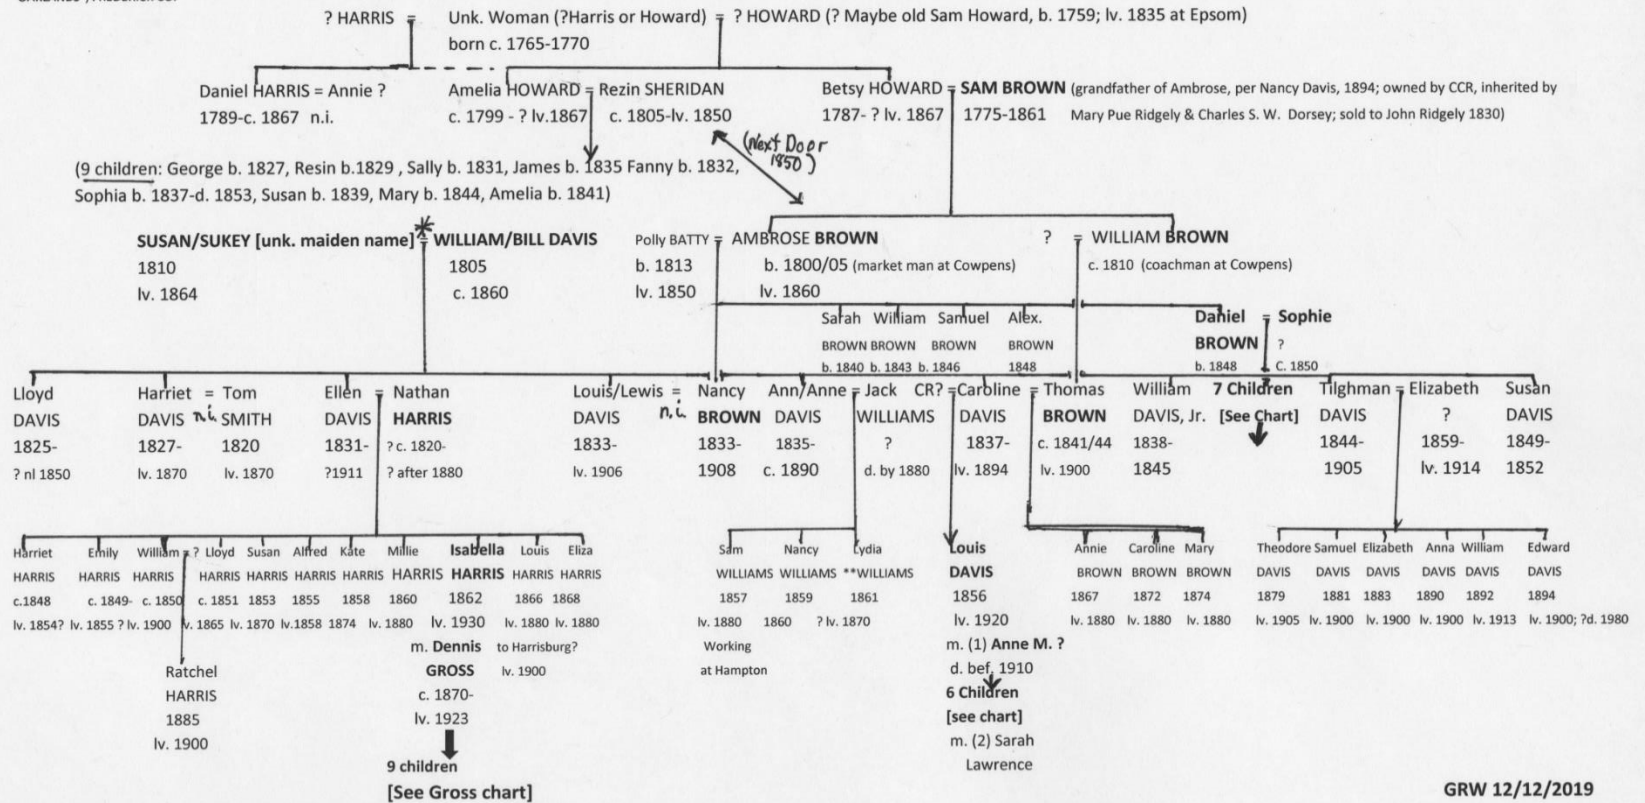 ? HARRIS = Unk. Woman (?Harris or Howard) = ? HOWARD (? Maybe old Sam Howard, b. 1759; lv. 1835 at Epsom)
born c. 1765-1770
Daniel HARRIS = Annie ? Amelia HOWARD = Rezin SHERIDAN Betsy HOWARD = SAM BROWN (grandfather of Ambrose, per Nancy Davis, 1894; owned by CCR, inherited by
1789-c. 1867 n.i. c. 1799 - ? lv.1867 c. 1805-lv. 1850 1787- ? lv. 1867 1775-1861 Mary Pue Ridgely & Charles S. W. Dorsey; sold to John Ridgely 1830)
(Next Door
1850)
(9 children: George b. 1827, Resin b.1829 , Sally b. 1831, James b. 1835 Fanny b. 1832,
Sophia b. 1837-d. 1853, Susan b. 1839, Mary b. 1844, Amelia b. 1841)
SUSAN/SUKEY [unk. maiden name]* = WILLIAM/BILL DAVIS Polly BATTY = AMBROSE BROWN ? = WILLIAM BROWN
1810 1805 b. 1813 b. 1800/05 (market man at Cowpens) c. 1810 (coachman at Cowpens)
lv. 1864 c. 1860 lv. 1850 lv. 1860
Sarah William Samuel Alex. Daniel = Sophie
BROWN BROWN BROWN BROWN BROWN ?
b. 1840 b. 1843 b. 1846 1848 b. 1848 C. 1850
Lloyd Harriet = Tom Ellen = Nathan Louis/Lewis = Nancy Ann/Anne = Jack CR? = Caroline = Thomas William 7 Children Tilghman = Elizabeth Susan
DAVIS DAVIS n.i. SMITH DAVIS HARRIS DAVIS n.i. BROWN DAVIS WILLIAMS DAVIS BROWN DAVIS, Jr. [See Chart] DAVIS ? DAVIS
1825- 1827- 1820 1831- ? c. 1820- 1833- 1833- 1835- ? 1837- c. 1841/44 1838- 1844- 1859- 1849-
? nl 1850 lv. 1870 lv. 1870 ?1911 ? after 1880 lv. 1906 1908 c. 1890 d. by 1880 lv. 1894 lv. 1900 1845 1905 lv. 1914 1852
Harriet Emily William = ? Lloyd Susan Alfred Kate Millie Isabella Louis Eliza Sam Nancy Lydia Louis Annie Caroline Mary Theodore Samuel Elizabeth Anna William Edward
HARRIS HARRIS HARRIS HARRIS HARRIS HARRIS HARRIS HARRIS HARRIS HARRIS HARRIS WILLIAMS WILLIAMS **WILLIAMS DAVIS BROWN BROWN BROWN DAVIS DAVIS DAVIS DAVIS DAVIS DAVIS
c.1848 c. 1849- c. 1850 c. 1851 1853 1855 1858 1860 1862 1866 1868 1857 1859 1861 1856 1867 1872 1874 1879 1881 1883 1890 1892 1894
lv. 1854? lv. 1855 ? lv. 1900 lv. 1865 lv. 1870 lv.1858 1874 lv. 1880 lv. 1930 lv. 1880 lv. 1880 lv. 1880 1860 ? lv. 1870 lv. 1920 lv. 1880 lv. 1880 lv. 1880 lv. 1905 lv. 1900 lv. 1900 lv. 1900 lv. 1913 lv. 1900; ?d. 1980
m. Dennis to Harrisburg? Working m. (1) Anne M. ?
Ratchel GROSS lv. 1900 at Hampton d. bef. 1910
HARRIS c. 1870- 6 Children
1885 lv. 1923 [see chart]
lv. 1900 m. (2) Sarah
9 children Lawrence
[See Gross chart] GRW 12/12/2019